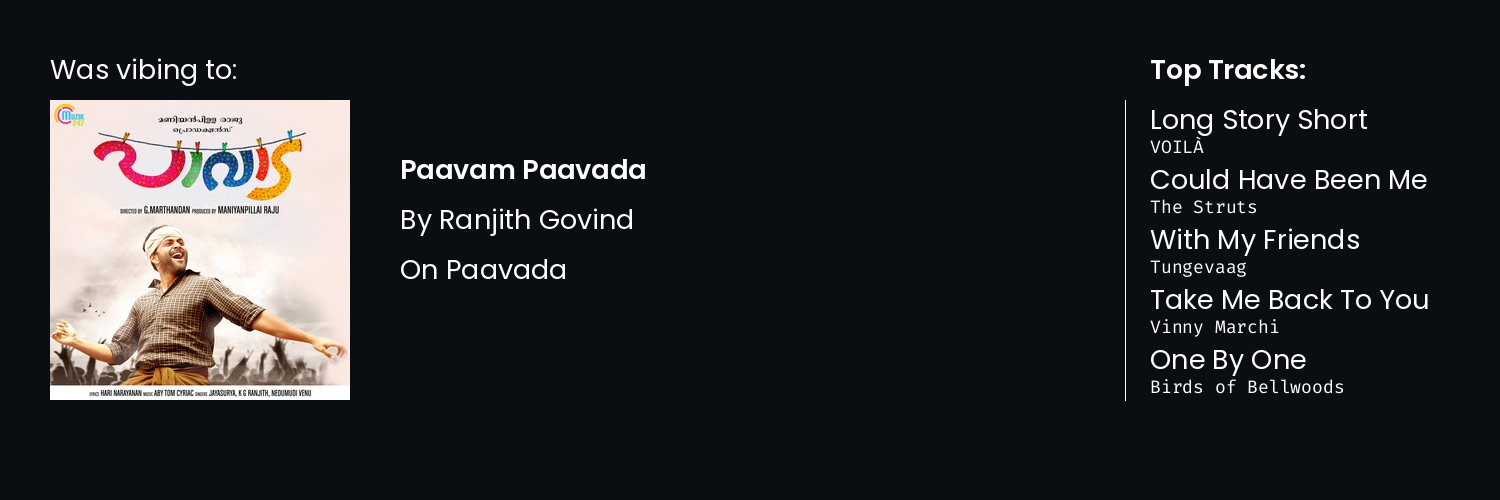 Was vibing to:
Muzik
247
മണിയൻപിള്ള രാജു
പ്രൊഡക്ഷൻസ്
പാവാട
DIRECTED BY G.MARTHANDAN PRODUCED BY MANIYANPILLAI RAJU
LYRICS HARI NARAYANAN MUSIC ABY TOM CYRIAC SINGERS JAYASURYA, K G RANJITH, NEDUMUDI VENU
Paavam Paavada
By Ranjith Govind
On Paavada
Top Tracks:
Long Story Short
VOILÀ
Could Have Been Me
The Struts
With My Friends
Tungevaag
Take Me Back To You
Vinny Marchi
One By One
Birds of Bellwoods